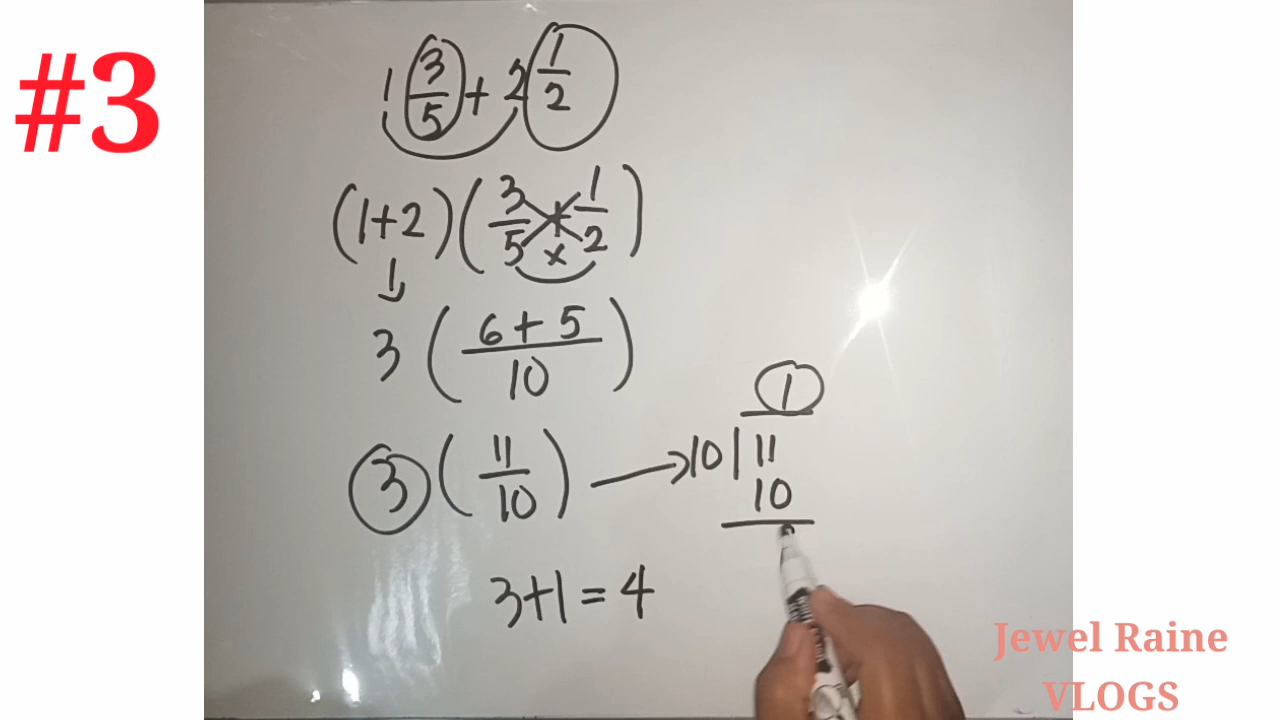 #3
1 3/5 + 2 1/2
(1+2) (3/5 + 1/2)
×
↓
3 (6+5/10)
3 (11/10) → 10|11
1
10
3+1=4
Jewel Raine
VLOGS